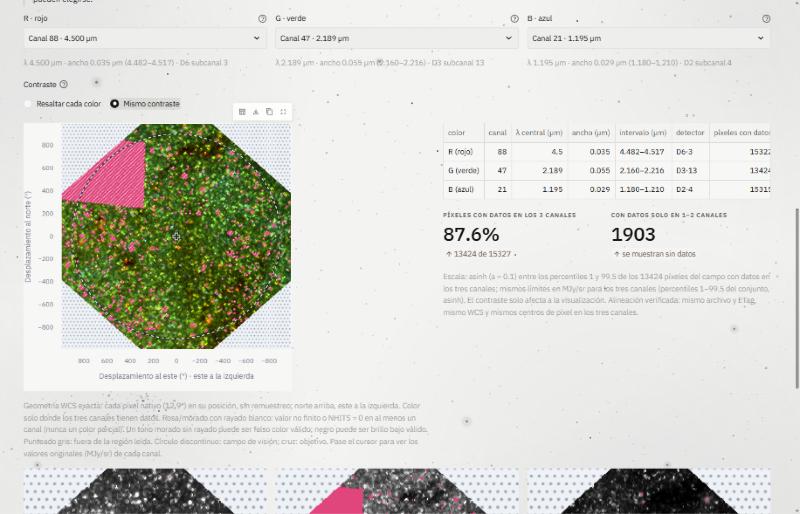 R · rojo
G · verde
B · azul
Canal 88 · 4.500 µm
Canal 47 · 2.189 µm
Canal 21 · 1.195 µm
λ 4.500 µm · ancho 0.035 µm (4.482–4.517) · D6 subcanal 3
λ 2.189 µm · ancho 0.055 µm (2.160–2.216) · D3 subcanal 13
λ 1.195 µm · ancho 0.029 µm (1.180–1.210) · D2 subcanal 4
Contraste
Resaltar cada color
Mismo contraste
Desplazamiento al norte (″)
800
600
400
200
0
−200
−400
−600
−800
800 600 400 200 0 −200 −400 −600 −800
Desplazamiento al este (″) · este a la izquierda
color canal λ central (µm) ancho (µm) intervalo (µm) detector píxeles con datos
R (rojo) 88 4.5 0.035 4.482–4.517 D6-3 15322
G (verde) 47 2.189 0.055 2.160–2.216 D3-13 13424
B (azul) 21 1.195 0.029 1.180–1.210 D2-4 15315
PÍXELES CON DATOS EN LOS 3 CANALES
CON DATOS SOLO EN 1–2 CANALES
87.6%
1903
↑ 13424 de 15327
↑ se muestran sin datos
Escala: asinh (a = 0.1) entre los percentiles 1 y 99.5 de los 13424 píxeles del campo con datos en
los tres canales; mismos límites en MJy/sr para los tres canales (percentiles 1–99.5 del conjunto,
asinh). El contraste solo afecta a la visualización. Alineación verificada: mismo archivo y ETag,
mismo WCS y mismos centros de píxel en los tres canales.
Geometría WCS exacta: cada píxel nativo (12,9″) en su posición, sin remuestreo; norte arriba, este a la izquierda. Color
solo donde los tres canales tienen datos. Rosa/morado con rayado blanco: valor no finito o NHITS = 0 en al menos un
canal (nunca un color parcial). Un tono morado sin rayado puede ser falso color válido; negro puede ser brillo bajo válido.
Punteado gris: fuera de la región leída. Círculo discontinuo: campo de visión; cruz: objetivo. Pase el cursor para ver los
valores originales (MJy/sr) de cada canal.